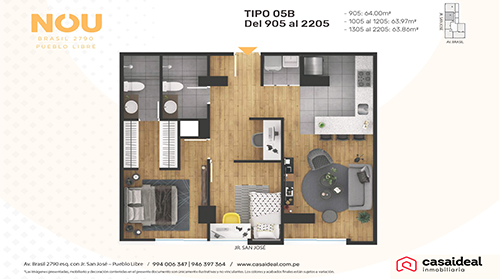 NOU
BRASIL 2790
PUEBLO LIBRE
TIPO 05B
Del 905 al 2205
- 905: 64.00m²
- 1005 al 1205: 63.97m²
- 1305 al 2205: 63.86m²
AV. BRASIL
JR. SAN JOSÉ
Av. Brasil 2790 esq. con Jr. San José – Pueblo Libre / 994 006 347 | 946 397 364 / www.casaideal.com.pe
casaideal
inmobiliaria